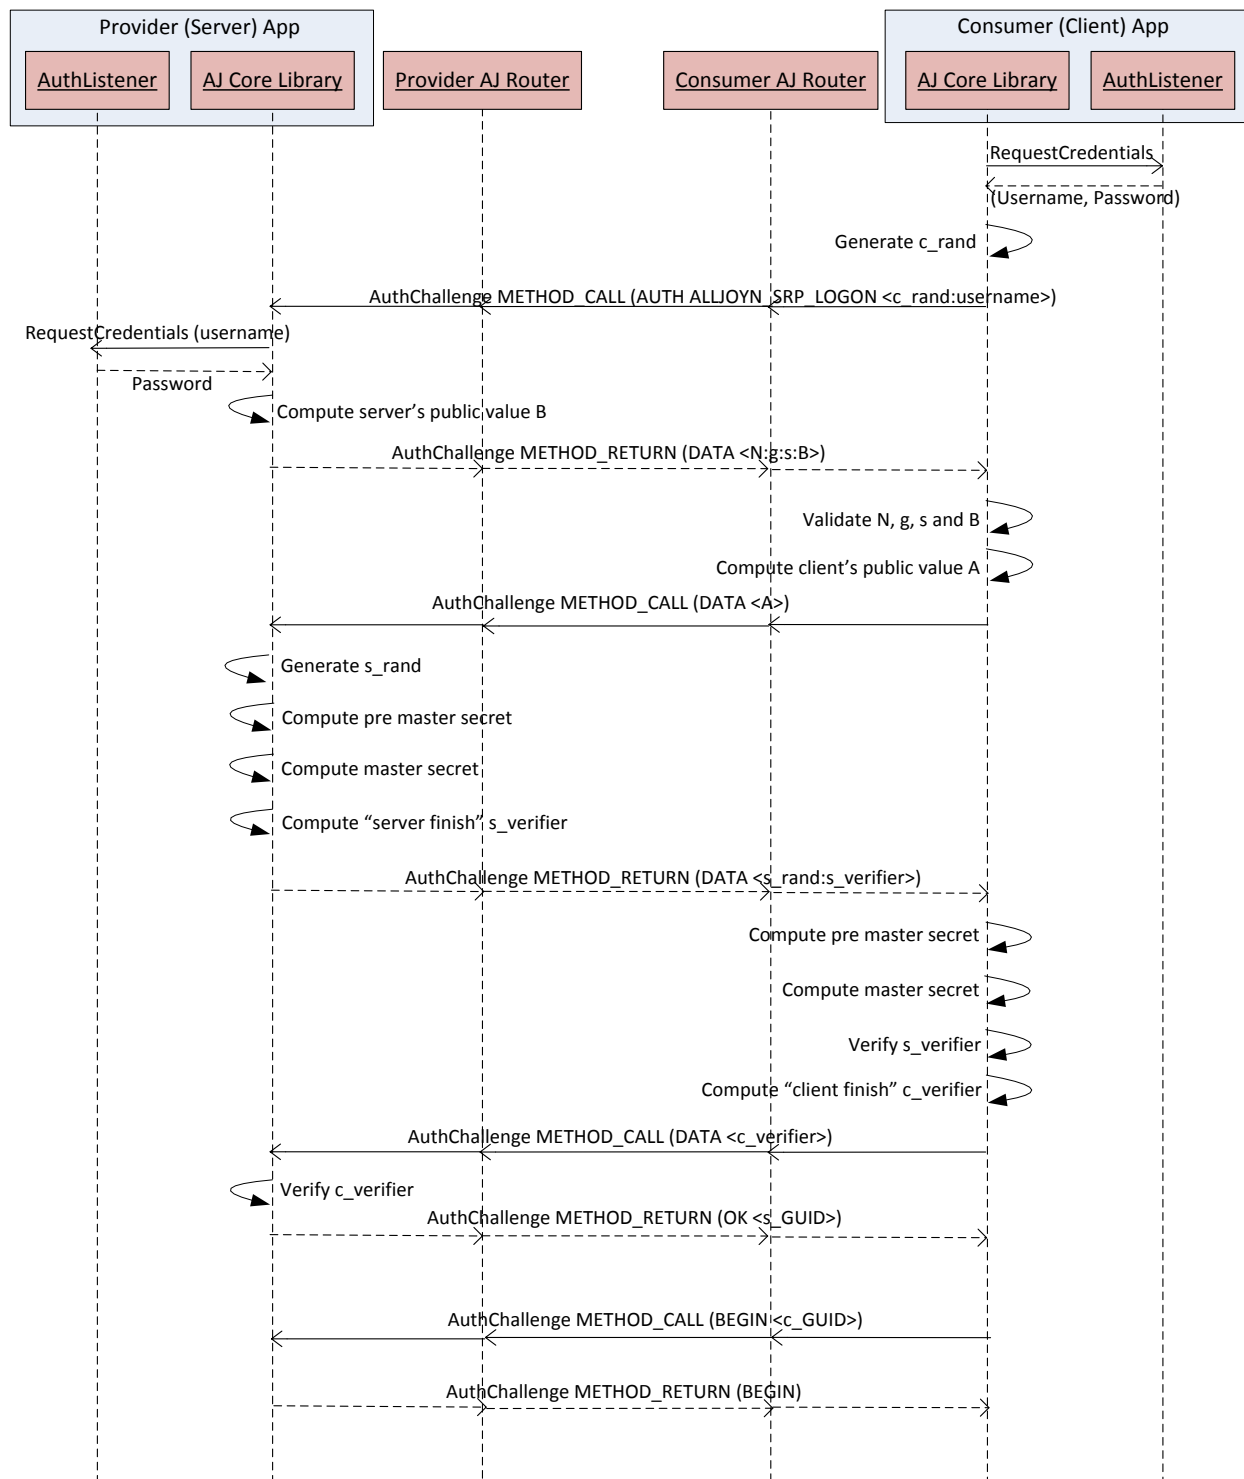 Provider (Server) App
Consumer (Client) App
AuthListener
AJ Core Library
Provider AJ Router
Consumer AJ Router
AJ Core Library
AuthListener
RequestCredentials
(Username, Password)
Generate c_rand
AuthChallenge METHOD_CALL (AUTH ALLJOYN_SRP_LOGON <c_rand:username>)
RequestCredentials (username)
Password
Compute server’s public value B
AuthChallenge METHOD_RETURN (DATA <N:g:s:B>)
Validate N, g, s and B
Compute client’s public value A
AuthChallenge METHOD_CALL (DATA <A>)
Generate s_rand
Compute pre master secret
Compute master secret
Compute “server finish” s_verifier
AuthChallenge METHOD_RETURN (DATA <s_rand:s_verifier>)
Compute pre master secret
Compute master secret
Verify s_verifier
Compute “client finish” c_verifier
AuthChallenge METHOD_CALL (DATA <c_verifier>)
Verify c_verifier
AuthChallenge METHOD_RETURN (OK <s_GUID>)
AuthChallenge METHOD_CALL (BEGIN <c_GUID>)
AuthChallenge METHOD_RETURN (BEGIN)